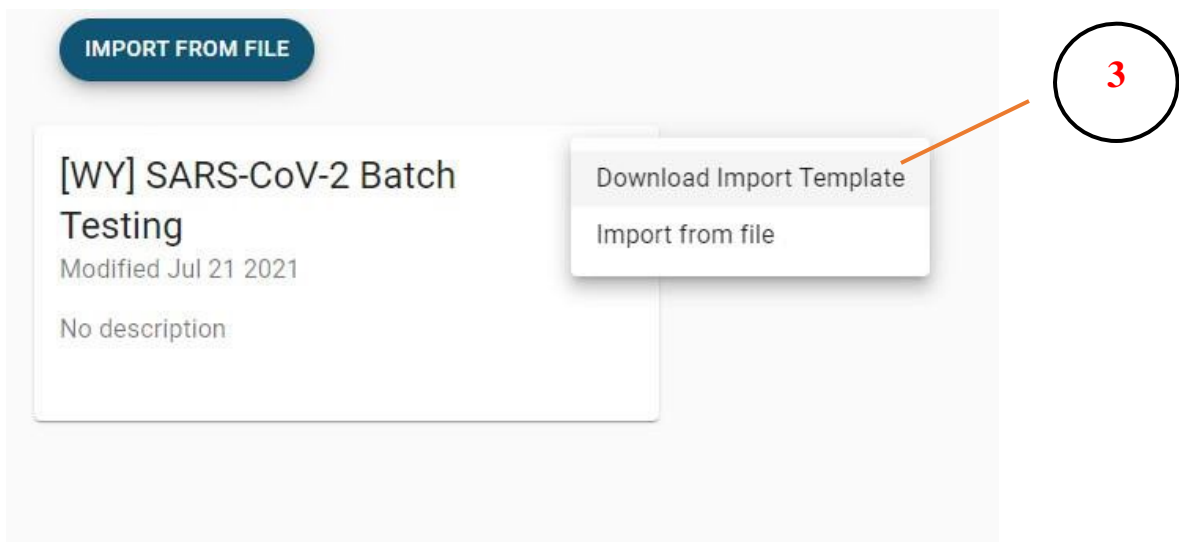 IMPORT FROM FILE
3
[WY] SARS-CoV-2 Batch
Testing
Modified Jul 21 2021
No description
Download Import Template
Import from file